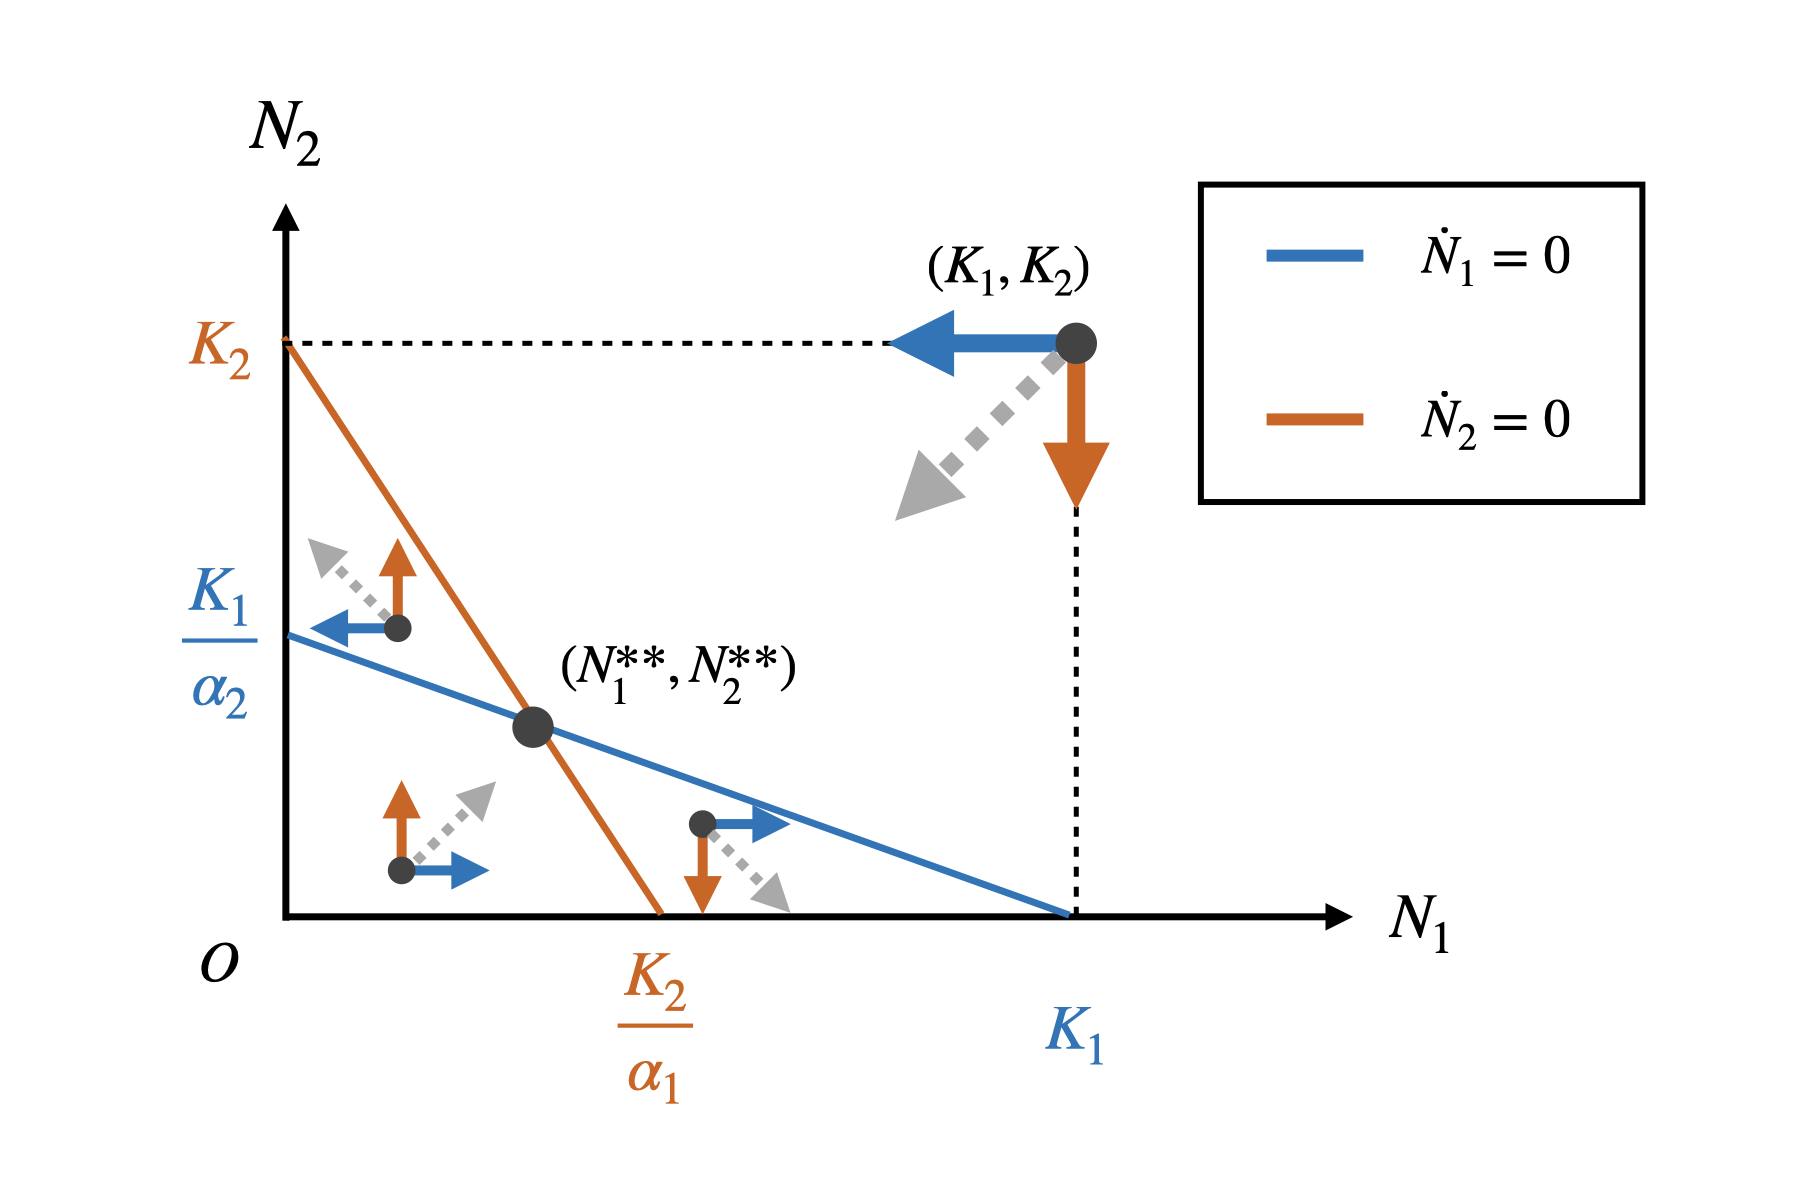 N₂
(K₁, K₂)
Ṅ₁ = 0
Ṅ₂ = 0
K₂
K₁
α₂
(N₁**, N₂**)
O
N₁
K₂
α₁
K₁